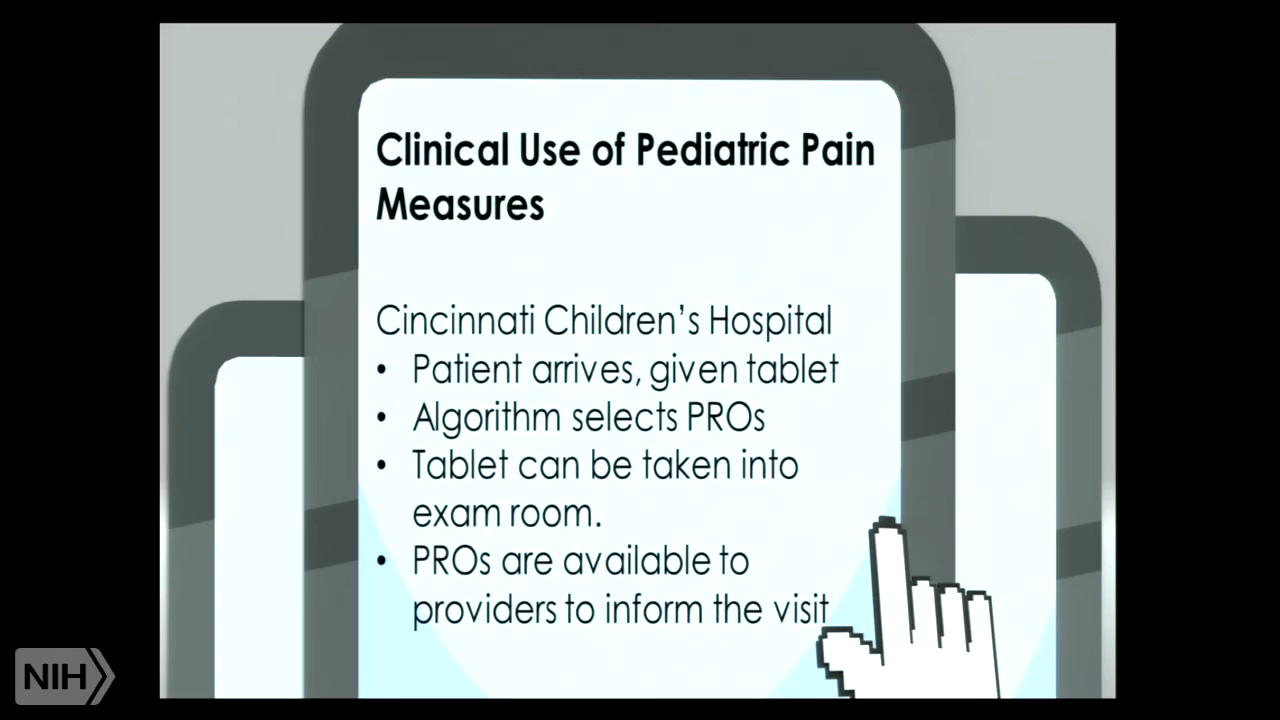 Clinical Use of Pediatric Pain
Measures
Cincinnati Children's Hospital
• Patient arrives, given tablet
• Algorithm selects PROs
• Tablet can be taken into
exam room.
• PROs are available to
providers to inform the visit
NIH